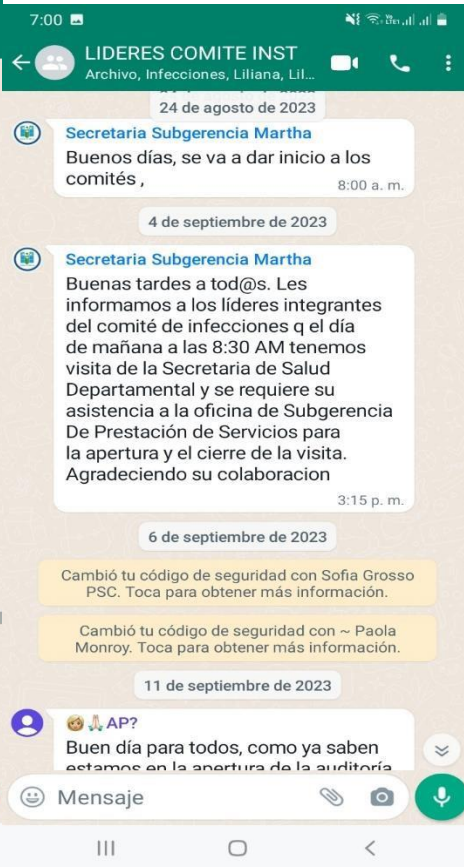 7:00
LIDERES COMITE INST
Archivo, Infecciones, Liliana, Lil...
24 de agosto de 2023
Secretaria Subgerencia Martha
Buenos días, se va a dar inicio a los
comités ,
8:00 a. m.
4 de septiembre de 2023
Secretaria Subgerencia Martha
Buenas tardes a tod@s. Les
informamos a los líderes integrantes
del comité de infecciones q el día
de mañana a las 8:30 AM tenemos
visita de la Secretaria de Salud
Departamental y se requiere su
asistencia a la oficina de Subgerencia
De Prestación de Servicios para
la apertura y el cierre de la visita.
Agradeciendo su colaboracion
3:15 p. m.
6 de septiembre de 2023
Cambió tu código de seguridad con Sofia Grosso
PSC. Toca para obtener más información.
Cambió tu código de seguridad con ~ Paola
Monroy. Toca para obtener más información.
11 de septiembre de 2023
AP?
Buen día para todos, como ya saben
estamos en la apertura de la auditoría
Mensaje